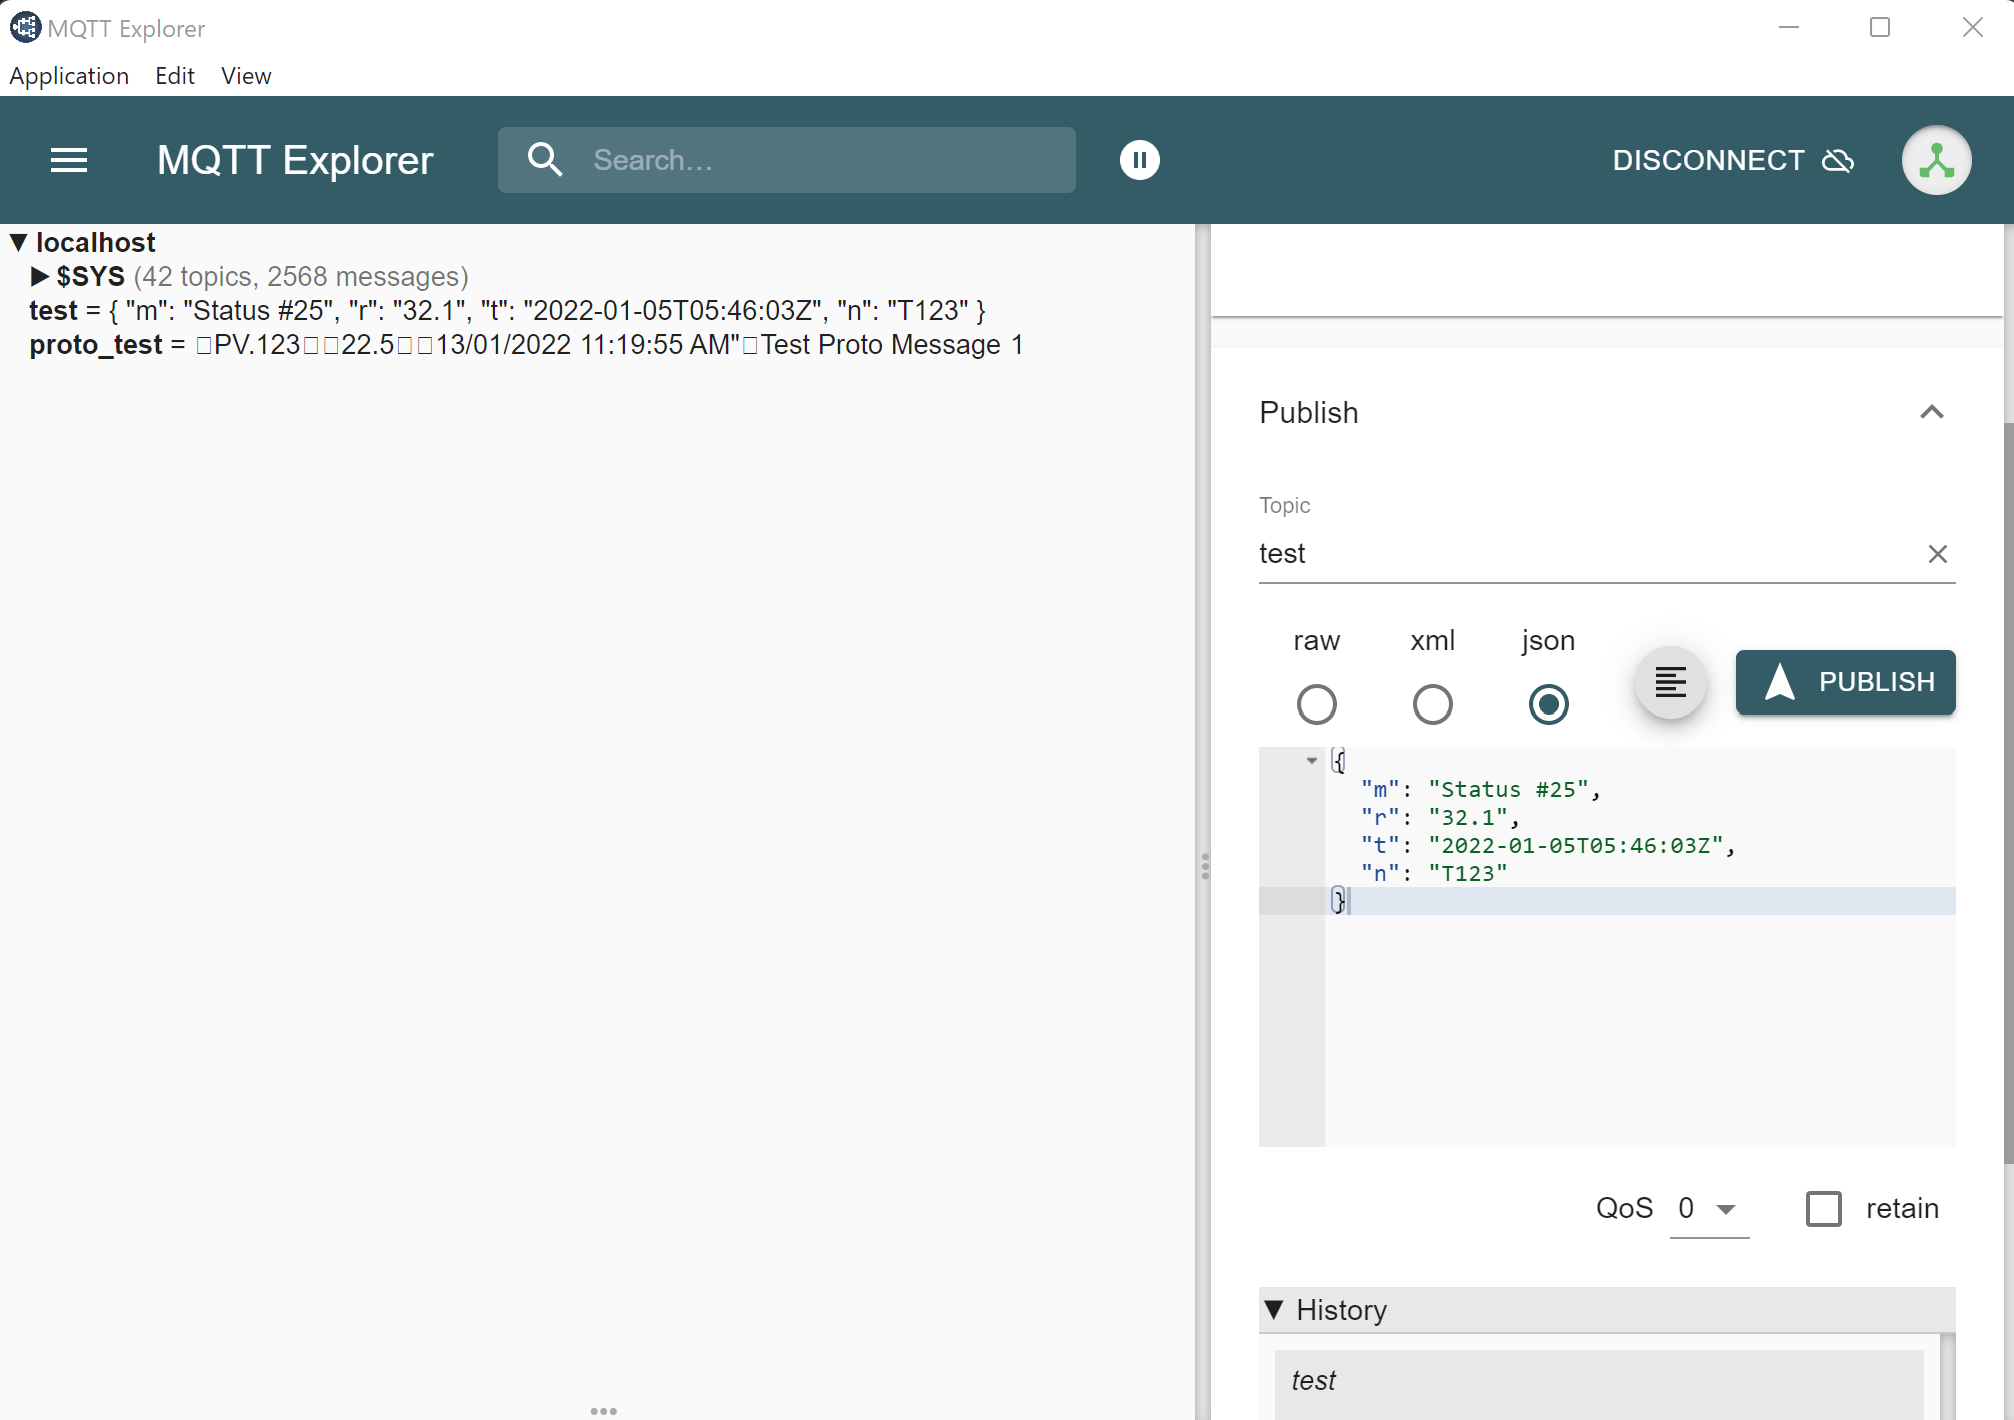 MQTT Explorer
Application Edit View
MQTT Explorer Search... DISCONNECT
▼ localhost
▶ $SYS (42 topics, 2568 messages)
test = { "m": "Status #25", "r": "32.1", "t": "2022-01-05T05:46:03Z", "n": "T123" }
proto_test = □PV.123□□22.5□□13/01/2022 11:19:55 AM"□Test Proto Message 1
Publish
Topic
test
raw xml json
PUBLISH
{
"m": "Status #25",
"r": "32.1",
"t": "2022-01-05T05:46:03Z",
"n": "T123"
}
QoS 0 retain
▼ History
test